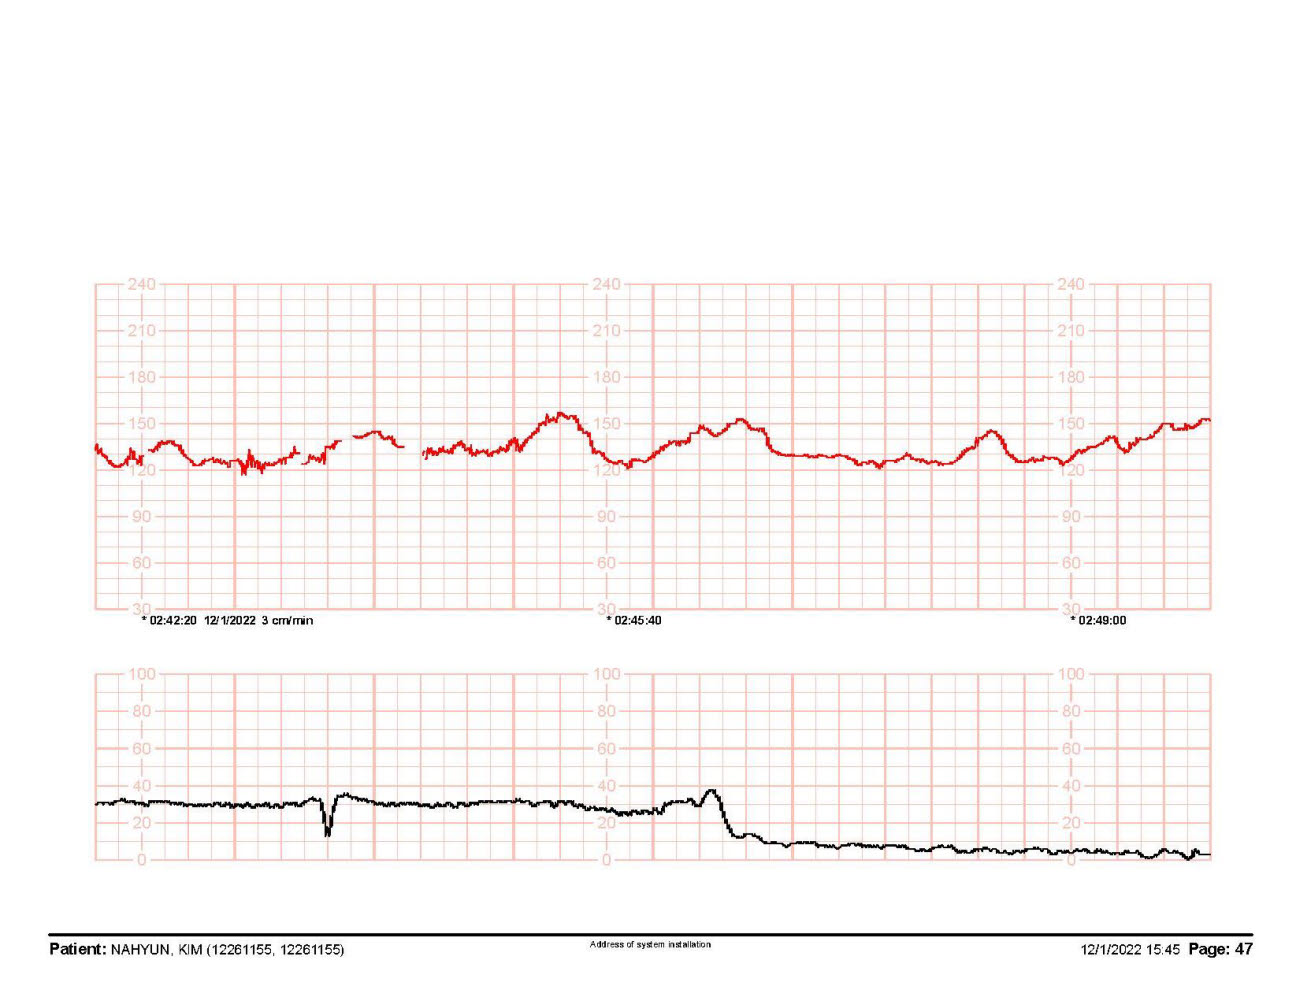 240 240 240
210 210 210
180 180 180
150 150 150
120 120 120
90 90 90
60 60 60
30 30 30
* 02:42:20 12/1/2022 3 cm/min * 02:45:40 * 02:49:00
100 100 100
80 80 80
60 60 60
40 40 40
20 20 20
0 0 0
Patient: NAHYUN, KIM (12261155, 12261155) Address of system installation 12/1/2022 15:45 Page: 47